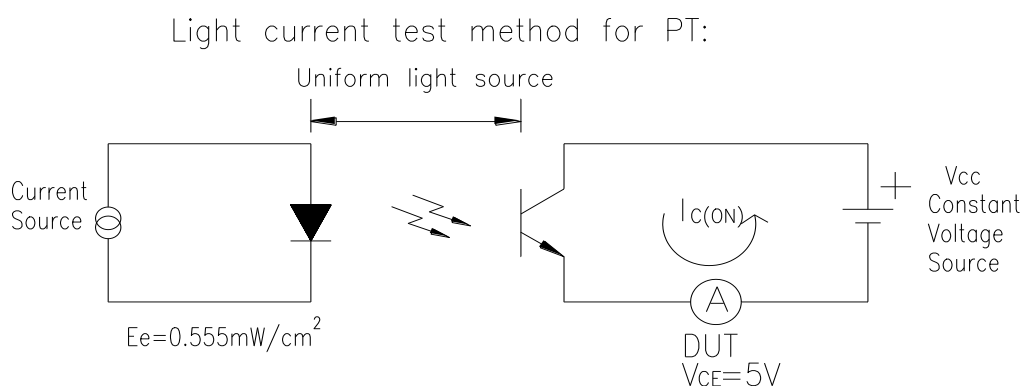 Light current test method for PT:
Uniform light source
Current
Source
Ee=0.555mW/cm²
IC(ON)
A
DUT
VCE=5V
+
Vcc
Constant
Voltage
Source